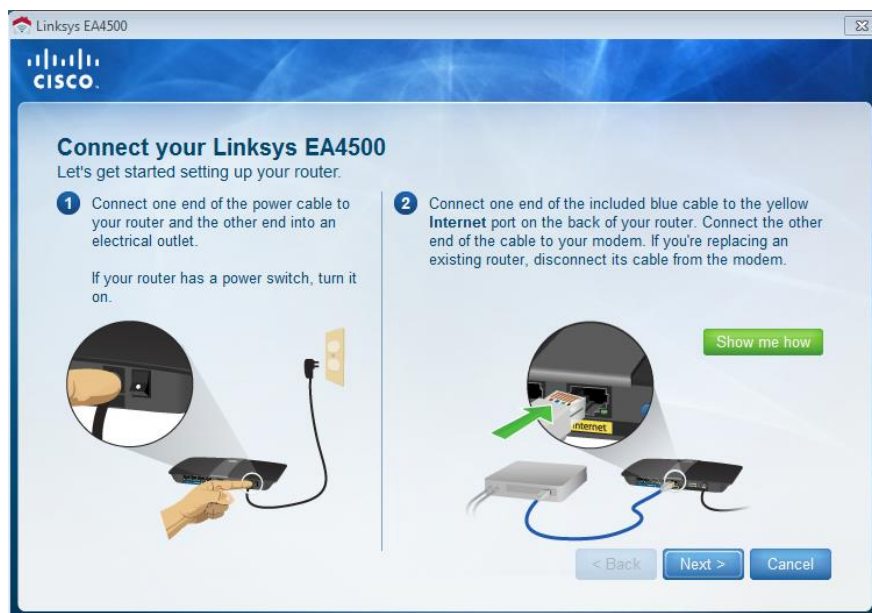 Linksys EA4500
CISCO.
Connect your Linksys EA4500
Let's get started setting up your router.
1
Connect one end of the power cable to
your router and the other end into an
electrical outlet.
If your router has a power switch, turn it
on.
2
Connect one end of the included blue cable to the yellow
Internet port on the back of your router. Connect the other
end of the cable to your modem. If you're replacing an
existing router, disconnect its cable from the modem.
Show me how
Internet
< Back
Next >
Cancel